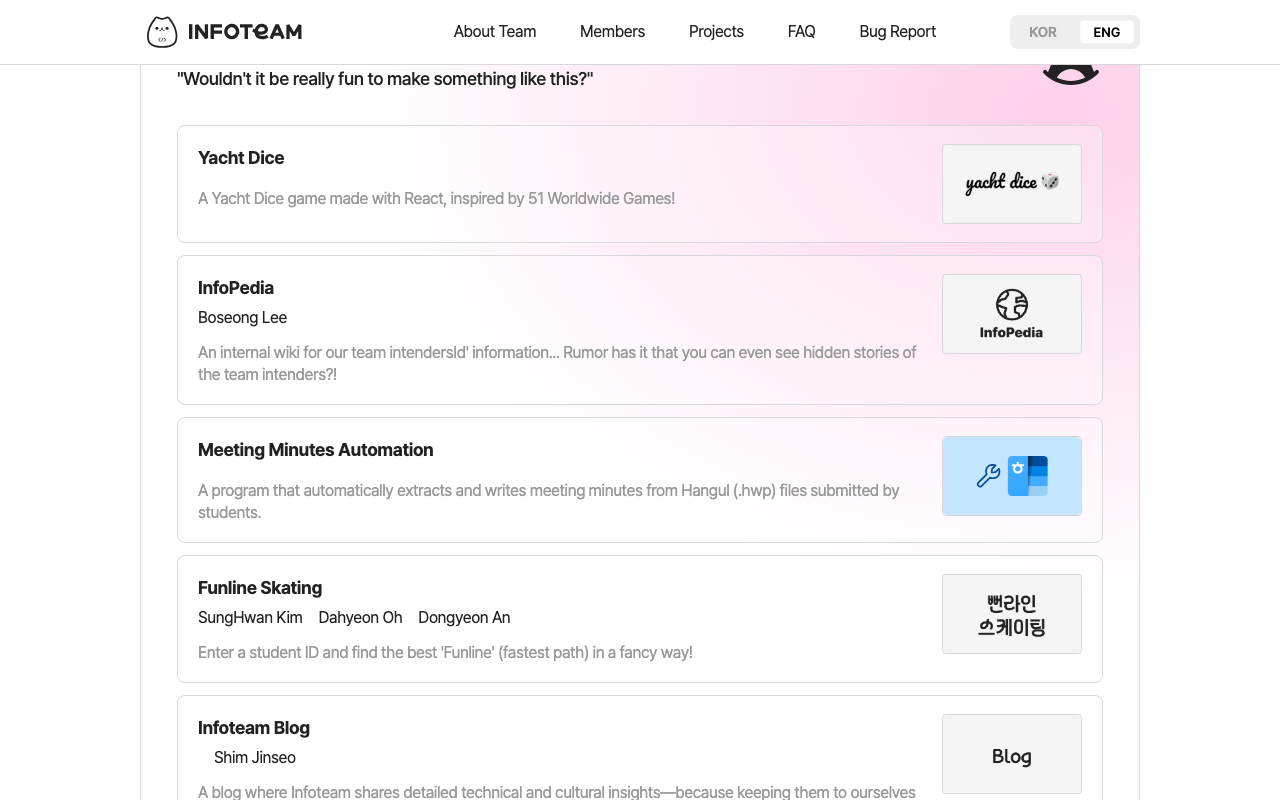 INFOTEAM
About Team
Members
Projects
FAQ
Bug Report
KOR
ENG
"Wouldn't it be really fun to make something like this?"
Yacht Dice
A Yacht Dice game made with React, inspired by 51 Worldwide Games!
yacht dice
InfoPedia
Boseong Lee
An internal wiki for our team intendersId' information... Rumor has it that you can even see hidden stories of
the team intenders?!
InfoPedia
Meeting Minutes Automation
A program that automatically extracts and writes meeting minutes from Hangul (.hwp) files submitted by
students.
Funline Skating
SungHwan Kim Dahyeon Oh Dongyeon An
Enter a student ID and find the best 'Funline' (fastest path) in a fancy way!
뻔라인
스케이팅
Infoteam Blog
Shim Jinseo
A blog where Infoteam shares detailed technical and cultural insights—because keeping them to ourselves
Blog